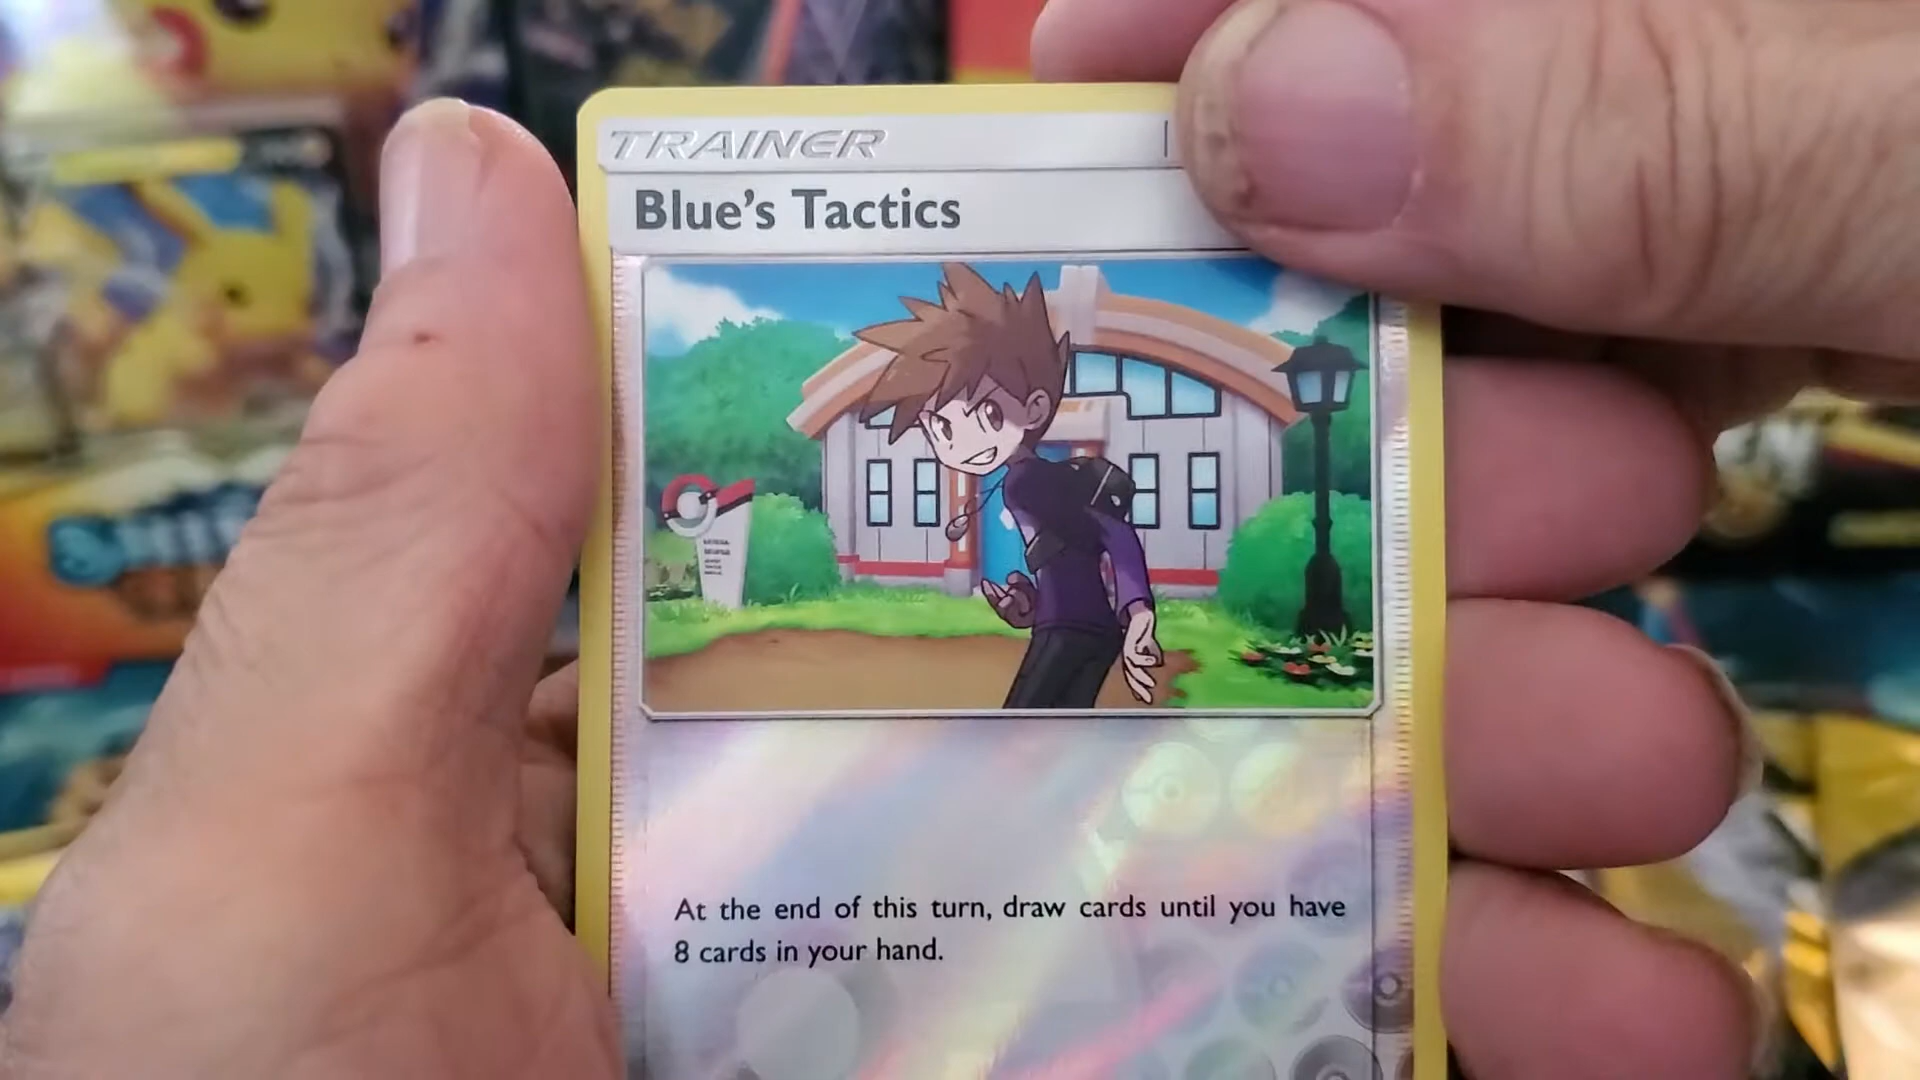 TRAINER
Blue's Tactics
At the end of this turn, draw cards until you have
8 cards in your hand.